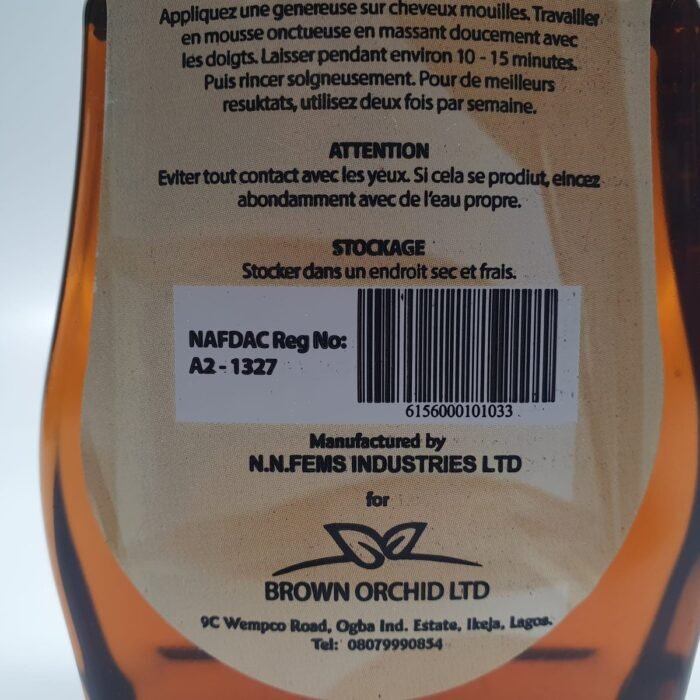 Appliquez une genereuse sur cheveux mouilles. Travailler
en mousse onctueuse en massant doucement avec
les doigts. Laisser pendant environ 10 - 15 minutes.
Puis rincer solgneusement. Pour de meilleurs
resuktats, utilisez deux fois par semaine.
ATTENTION
Eviter tout contact avec les yeux. Si cela se prodiut, eincez
abondamment avec de l'eau propre.
STOCKAGE
Stocker dans un endroit sec et frais.
NAFDAC Reg No:
A2 - 1327
6156000101033
Manufactured by
N.N.FEMS INDUSTRIES LTD
for
BROWN ORCHID LTD
9C Wempco Road, Ogba Ind. Estate, Ikeja, Lagos.
Tel: 08079990854